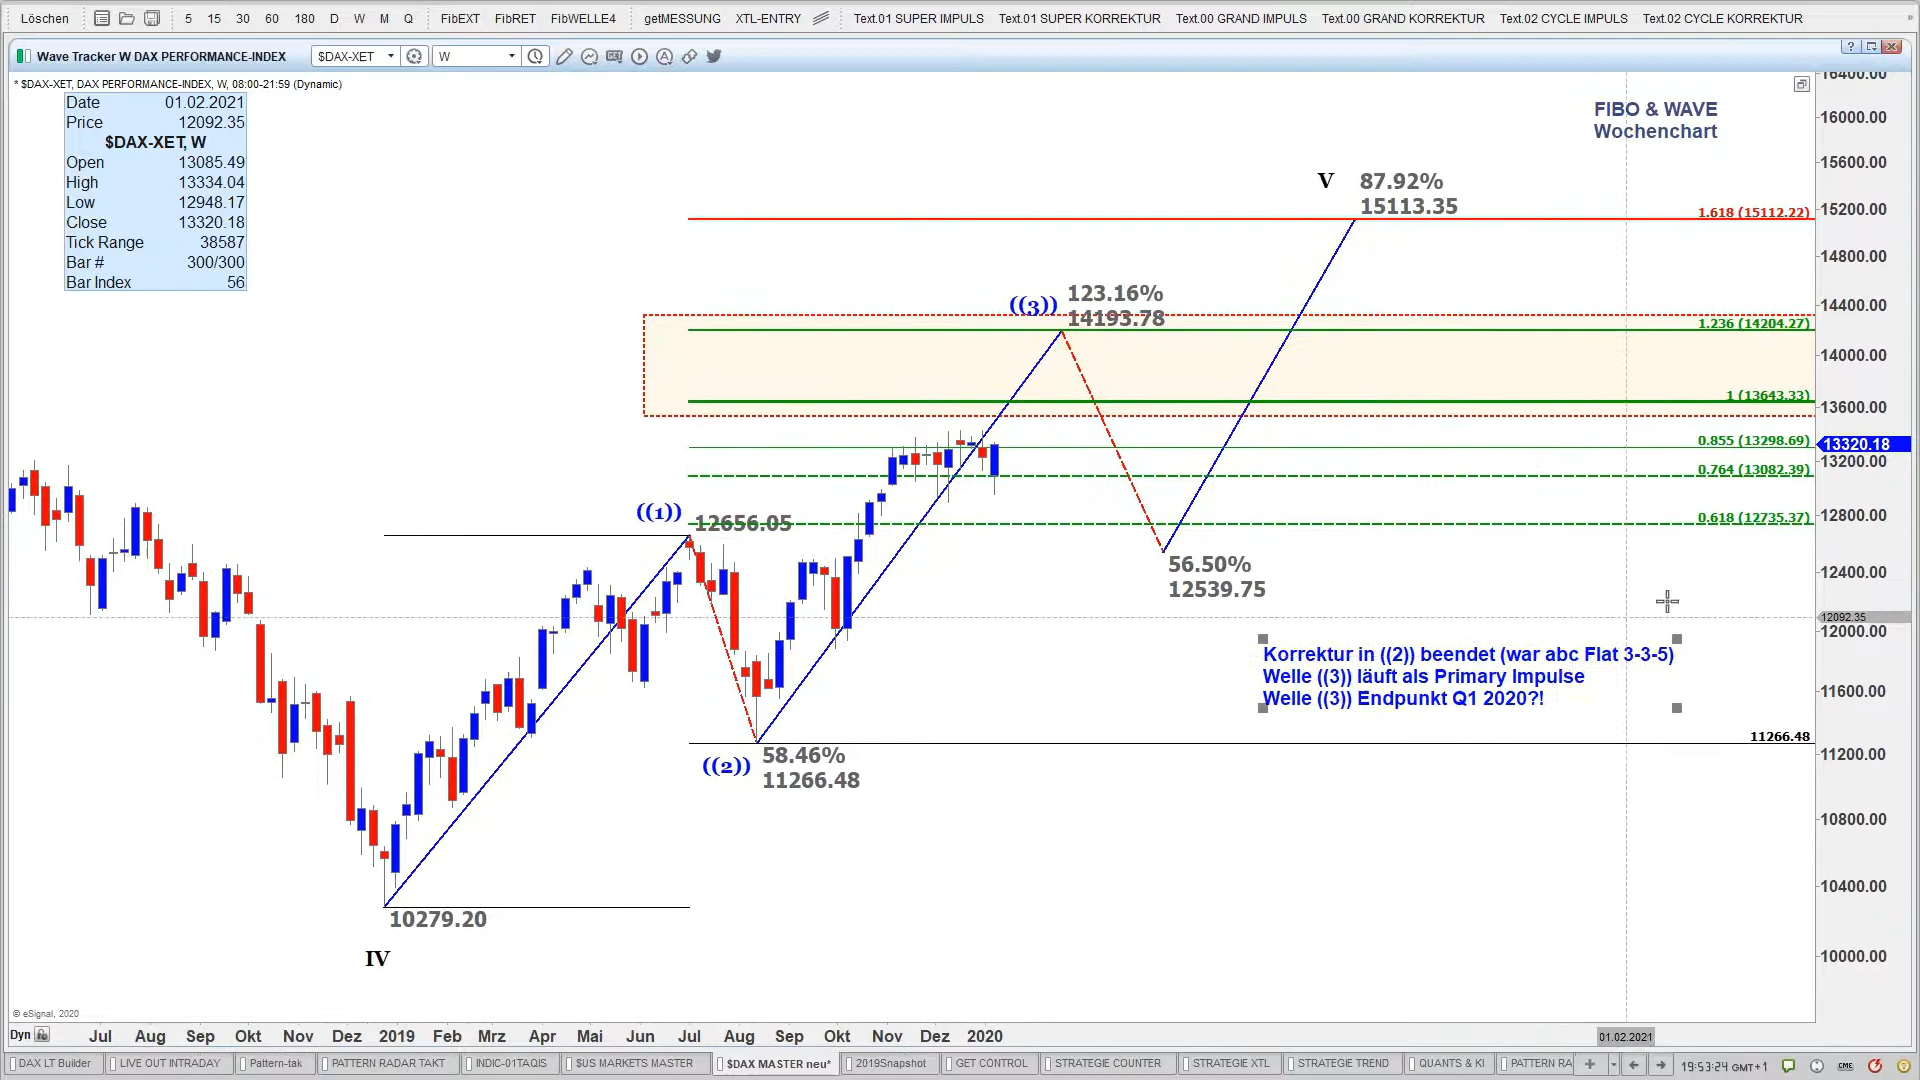 Löschen 5 15 30 60 180 D W M Q FibEXT FibRET FibWELLE4 getMESSUNG XTL-ENTRY Text.01 SUPER IMPULS Text.01 SUPER KORREKTUR Text.00 GRAND IMPULS Text.00 GRAND KORREKTUR Text.02 CYCLE IMPULS Text.02 CYCLE KORREKTUR
Wave Tracker W DAX PERFORMANCE-INDEX $DAX-XET W
* $DAX-XET, DAX PERFORMANCE-INDEX, W, 08:00-21:59 (Dynamic)
Date 01.02.2021
Price 12092.35
$DAX-XET, W
Open 13085.49
High 13334.04
Low 12948.17
Close 13320.18
Tick Range 38587
Bar # 300/300
Bar Index 56
FIBO & WAVE
Wochenchart
V 87.92%
15113.35
1.618 (15112.22)
((3)) 123.16%
14193.78
1.236 (14204.27)
1 (13643.33)
0.855 (13298.69)
0.764 (13082.39)
0.618 (12735.37)
((1)) 12656.05
56.50%
12539.75
Korrektur in ((2)) beendet (war abc Flat 3-3-5)
Welle ((3)) läuft als Primary Impulse
Welle ((3)) Endpunkt Q1 2020?!
11266.48
((2)) 58.46%
11266.48
10279.20
IV
16400.00
16000.00
15600.00
15200.00
14800.00
14400.00
14000.00
13600.00
13320.18
13200.00
12800.00
12400.00
12092.35
12000.00
11600.00
11200.00
10800.00
10400.00
10000.00
© eSignal, 2020
Dyn Jul Aug Sep Okt Nov Dez 2019 Feb Mrz Apr Mai Jun Jul Aug Sep Okt Nov Dez 2020 01.02.2021
DAX LT Builder LIVE OUT INTRADAY Pattern-tak PATTERN RADAR TAKT INDIC-01TAQIS $US MARKETS MASTER $DAX MASTER neu* 2019Snapshot GET CONTROL STRATEGIE COUNTER STRATEGIE XTL STRATEGIE TREND QUANTS & KI PATTERN RA 19:53:24 GMT+1 CME